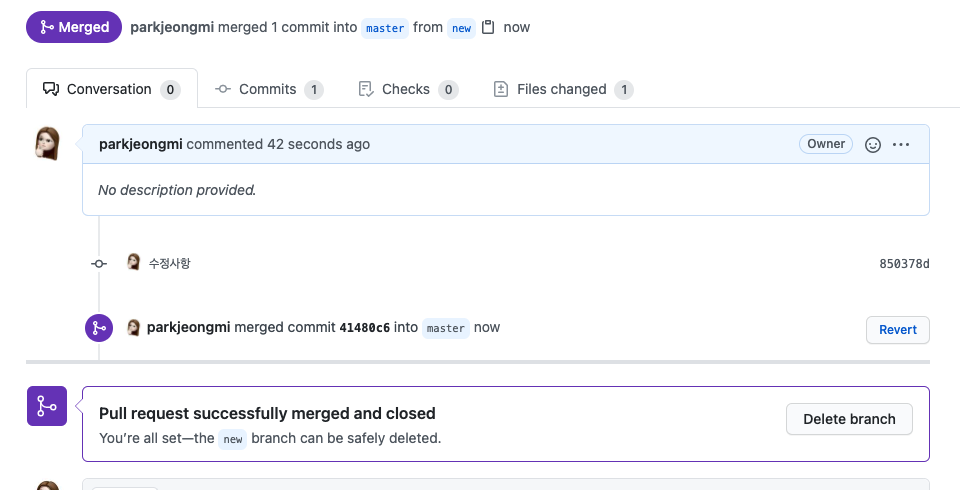 Merged parkjeongmi merged 1 commit into master from new now
Conversation 0 Commits 1 Checks 0 Files changed 1
parkjeongmi commented 42 seconds ago Owner
No description provided.
수정사항 850378d
parkjeongmi merged commit 41480c6 into master now Revert
Pull request successfully merged and closed
You're all set—the new branch can be safely deleted.
Delete branch